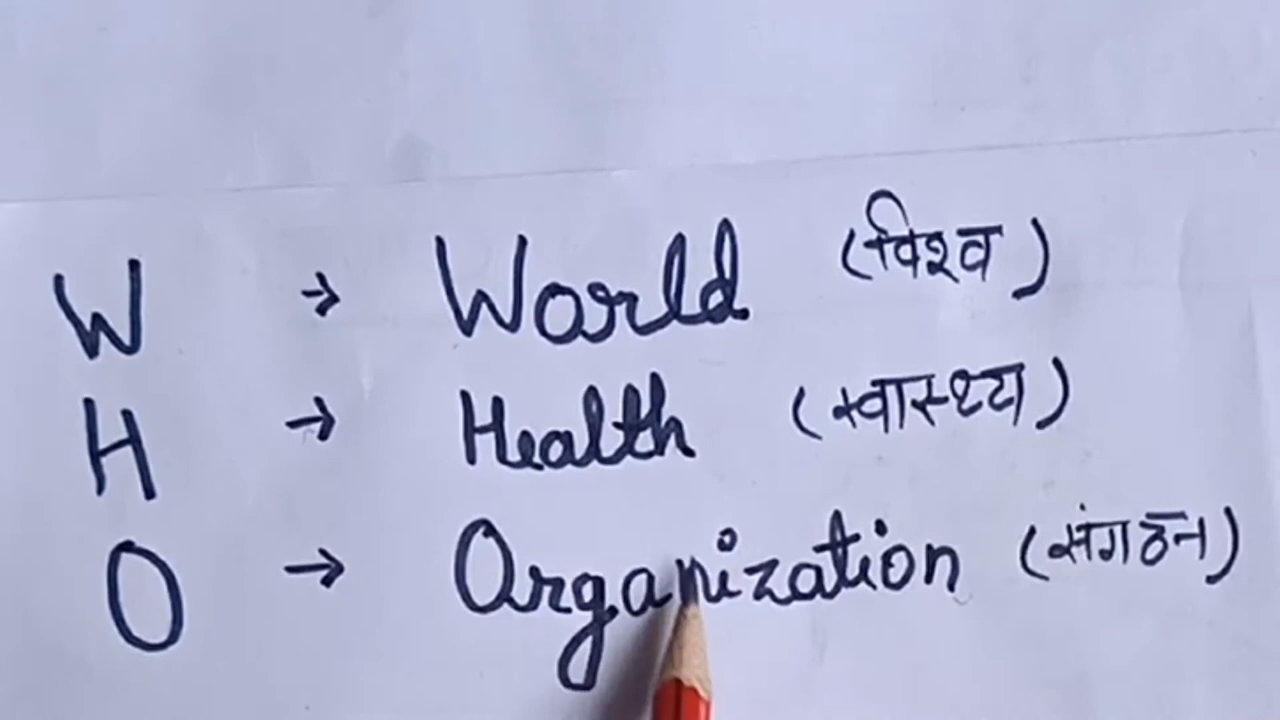 W → World (विश्व)
H → Health (स्वास्थ्य)
O → Organization (संगठन)